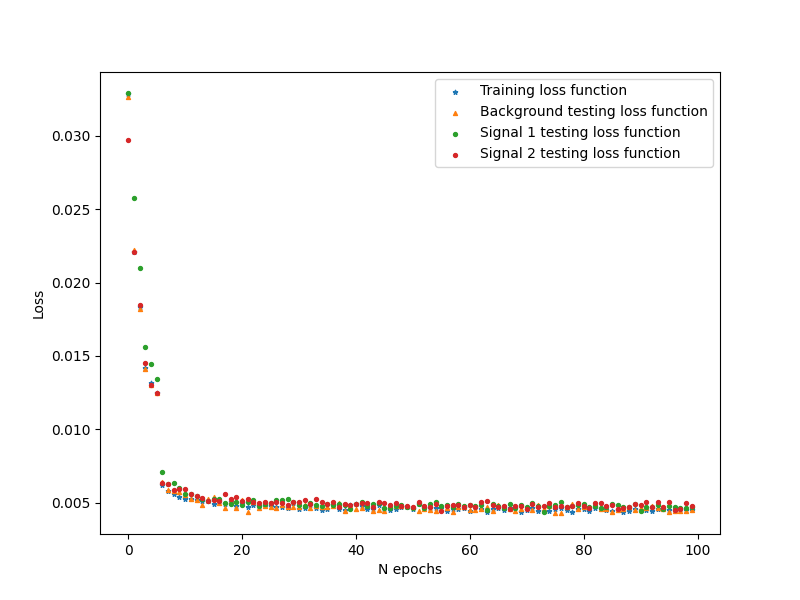 Training loss function
Background testing loss function
Signal 1 testing loss function
Signal 2 testing loss function
0.030
0.025
0.020
0.015
0.010
0.005
Loss
0 20 40 60 80 100
N epochs